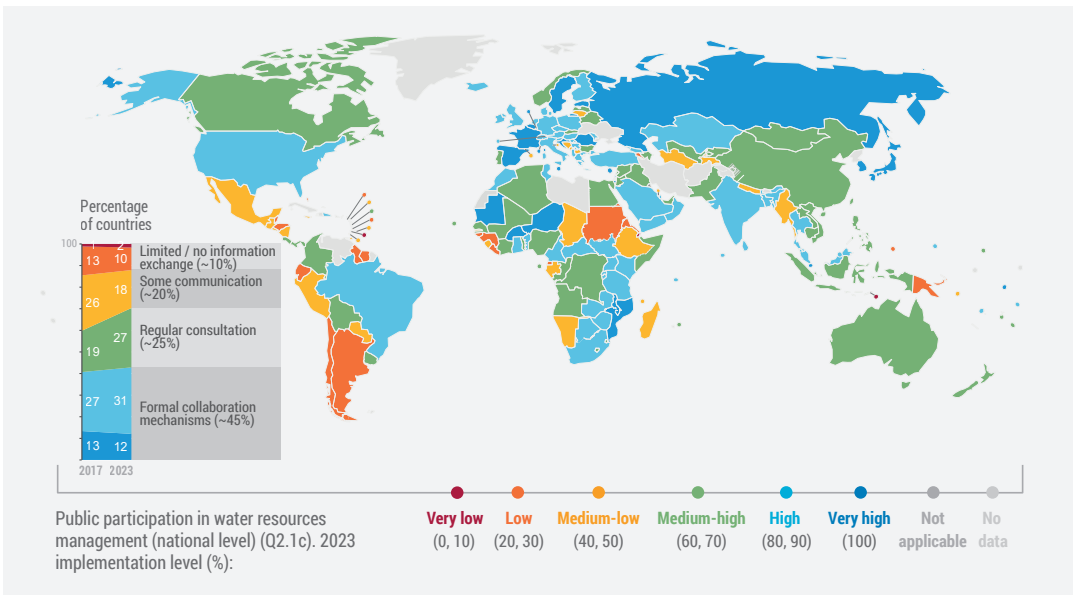 Percentage
of countries
100
1 2
13 10
Limited / no information
exchange (~10%)
26 18
Some communication
(~20%)
19 27
Regular consultation
(~25%)
27 31
Formal collaboration
mechanisms (~45%)
13 12
2017 2023
Public participation in water resources
management (national level) (Q2.1c). 2023
implementation level (%):
Very low
(0, 10)
Low
(20, 30)
Medium-low
(40, 50)
Medium-high
(60, 70)
High
(80, 90)
Very high
(100)
Not
applicable
No
data